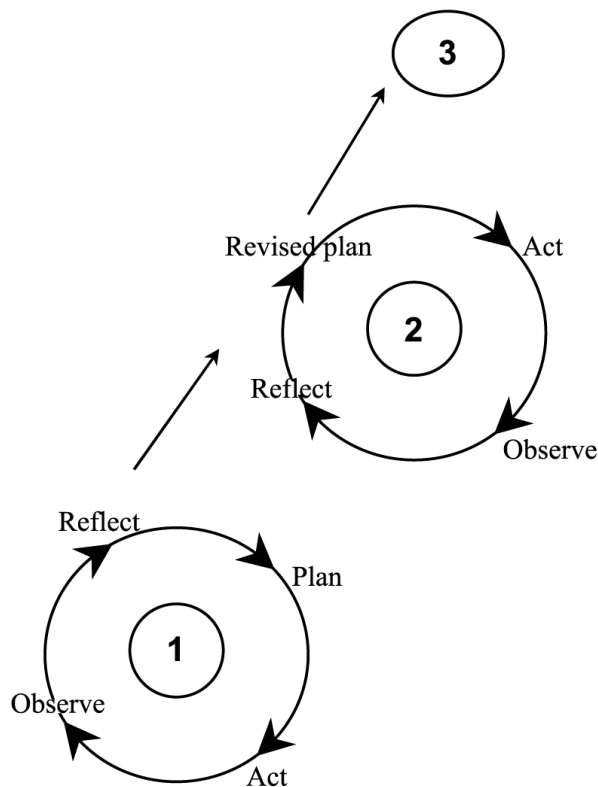 3
Revised plan
Act
2
Reflect
Observe
Reflect
Plan
1
Observe
Act